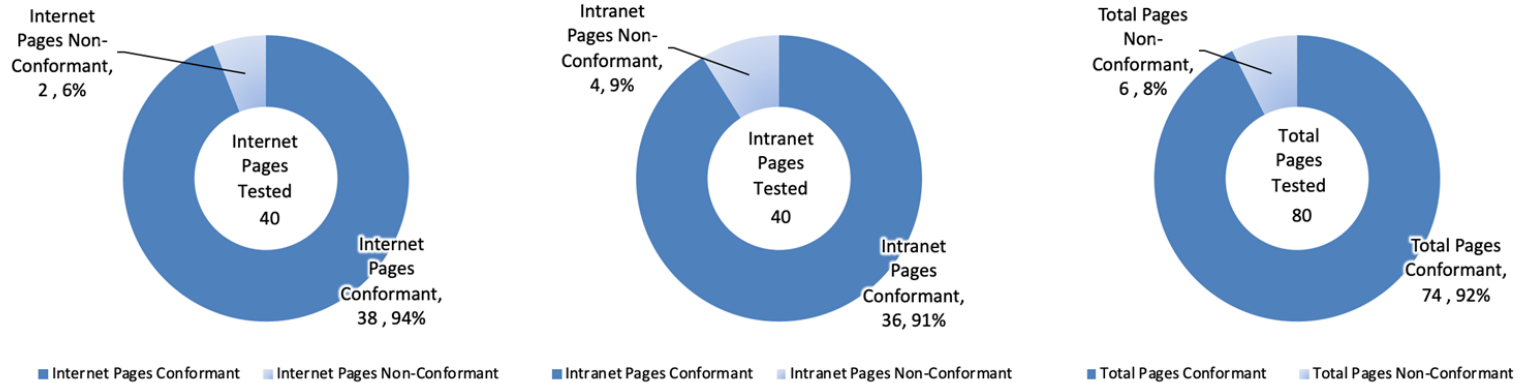 Internet
Pages Non-
Conformant,
2 , 6%
Internet
Pages
Tested
40
Internet
Pages
Conformant,
38 , 94%
Internet Pages Conformant
Internet Pages Non-Conformant
Intranet
Pages Non-
Conformant,
4, 9%
Intranet
Pages
Tested
40
Intranet
Pages
Conformant,
36, 91%
Intranet Pages Conformant
Intranet Pages Non-Conformant
Total Pages
Non-
Conformant,
6 , 8%
Total
Pages
Tested
80
Total Pages
Conformant,
74 , 92%
Total Pages Conformant
Total Pages Non-Conformant